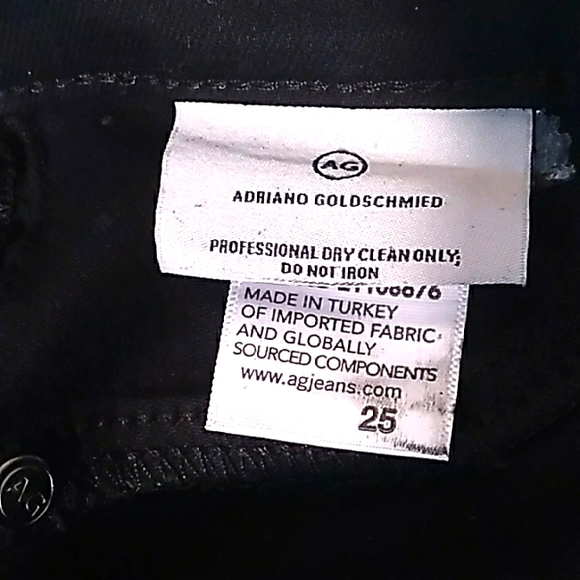 AG
ADRIANO GOLDSCHMIED
PROFESSIONAL DRY CLEAN ONLY;
DO NOT IRON
MADE IN TURKEY
OF IMPORTED FABRIC
AND GLOBALLY
SOURCED COMPONENTS
www.agjeans.com
25
AG